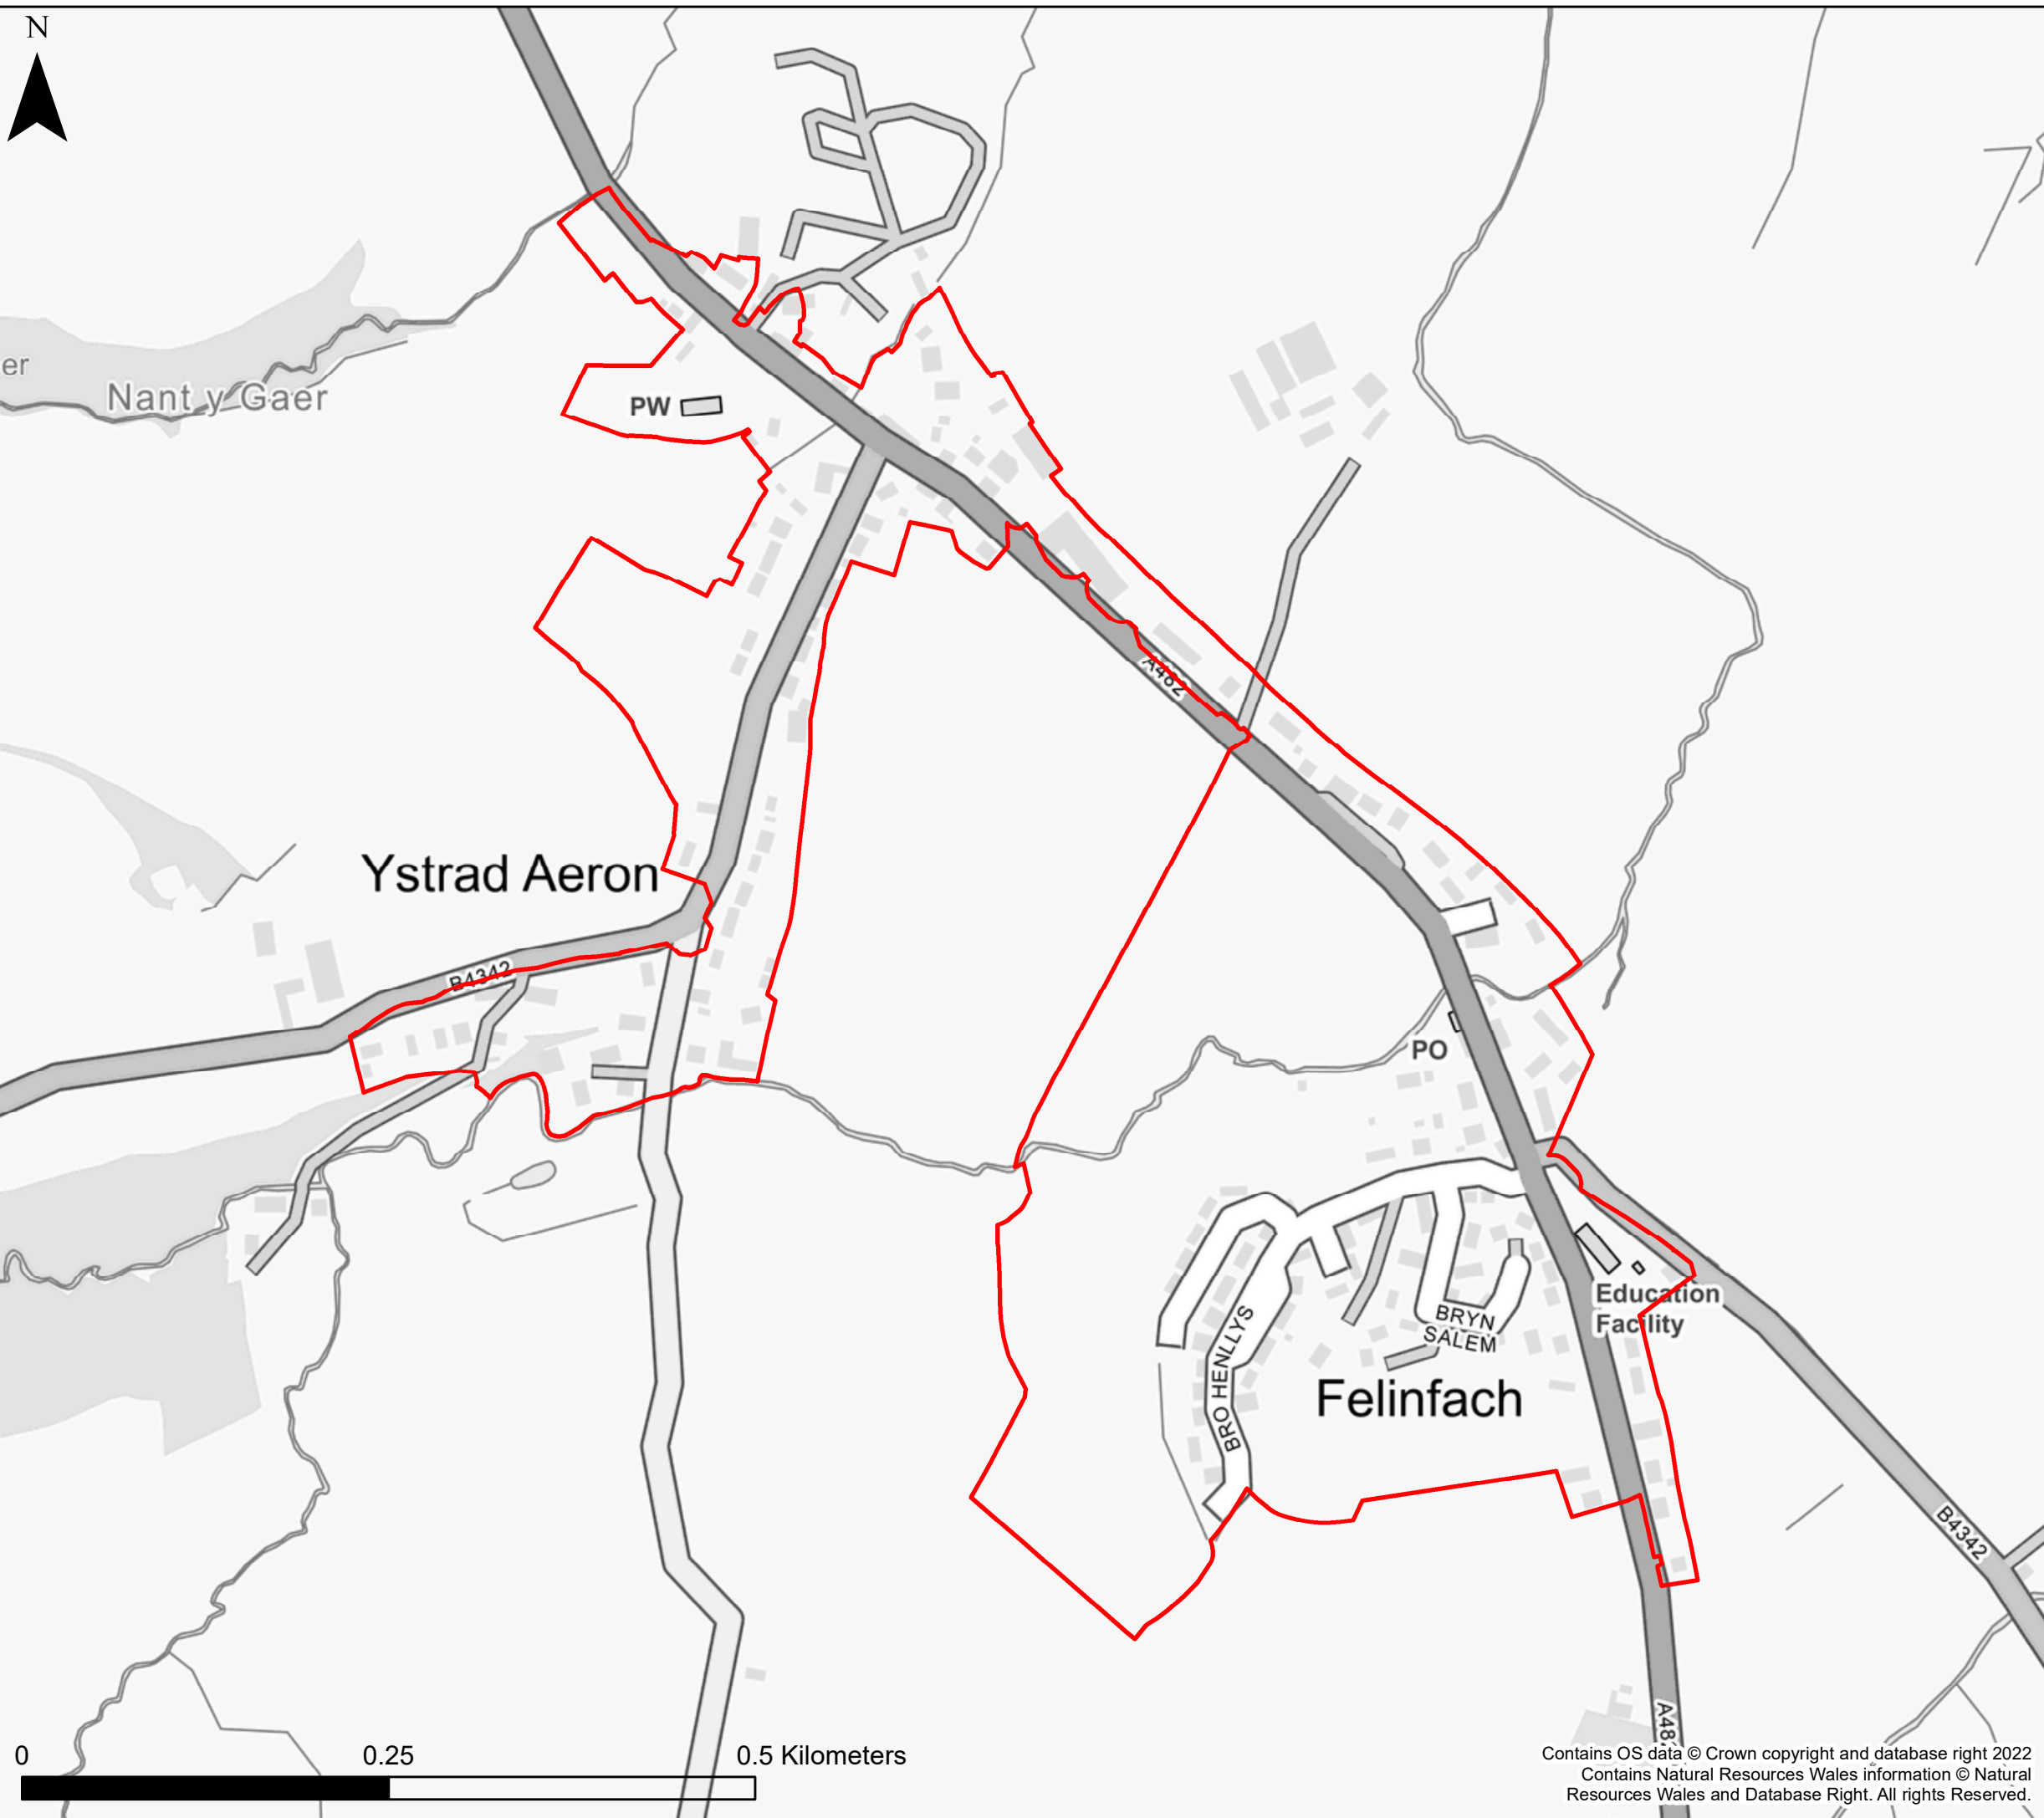 N
er
Nant y Gaer
PW
A482
Ystrad Aeron
B4342
PO
Education
Facility
BRYN
SALEM
BRO HENLLYS
Felinfach
B4342
0
0.25
0.5 Kilometers
Contains OS data © Crown copyright and database right 2022
Contains Natural Resources Wales information © Natural
Resources Wales and Database Right. All rights Reserved.